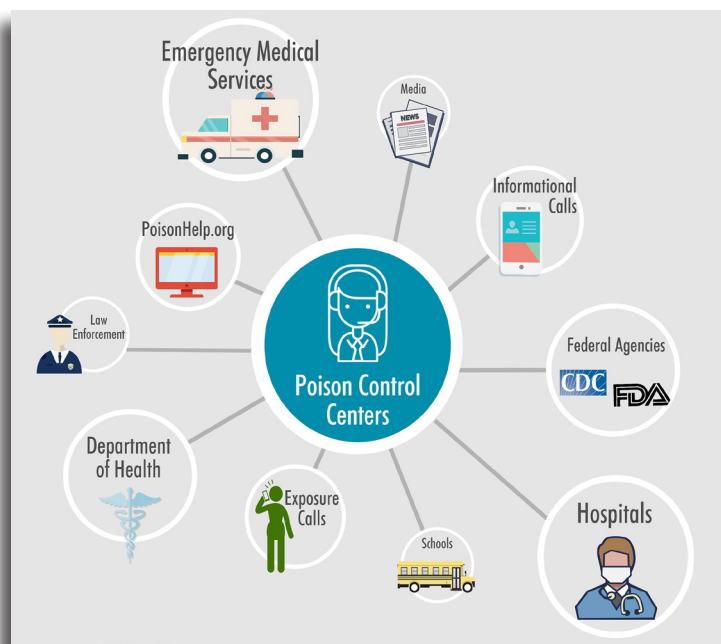 Emergency Medical
Services
Media
NEWS
Informational
Calls
PoisonHelp.org
Law
Enforcement
Poison Control
Centers
Federal Agencies
CDC
FDA
Department
of Health
Exposure
Calls
Schools
Hospitals